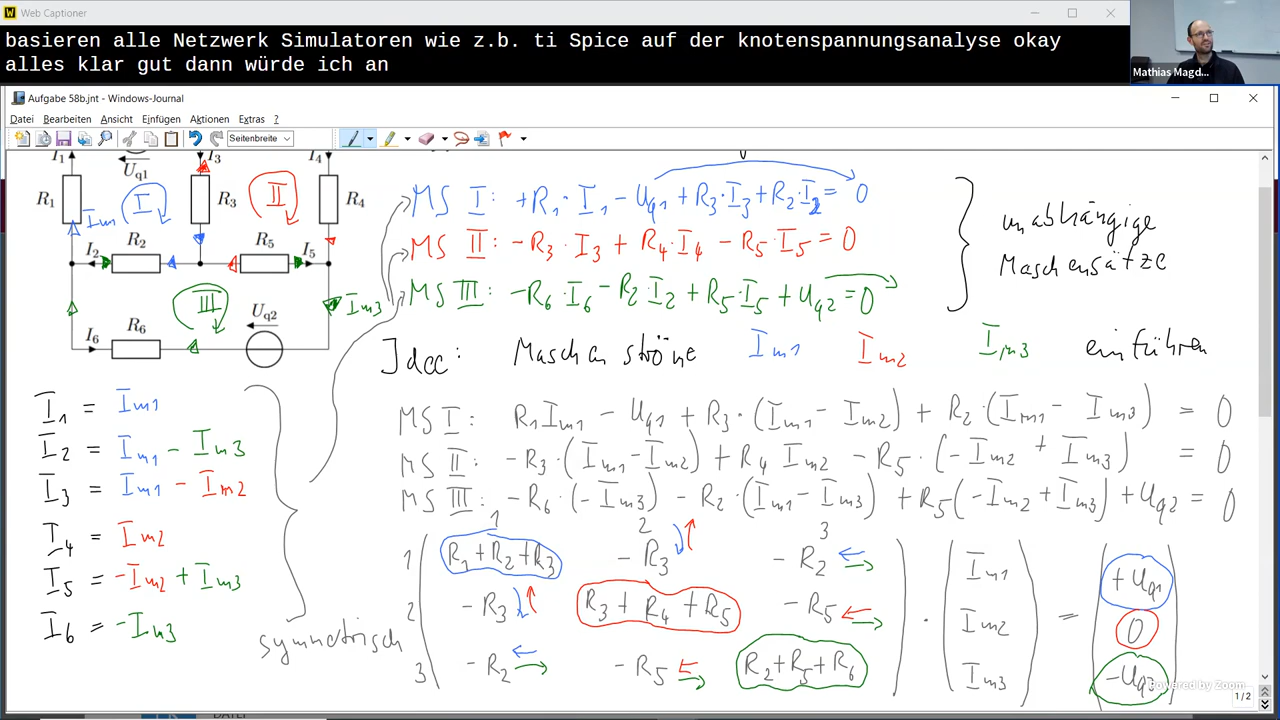 Web Captioner
basieren alle Netzwerk Simulatoren wie z.b. ti Spice auf der knotenspannungsanalyse okay
alles klar gut dann würde ich an
Mathias Magd...
Aufgabe 58b.jnt - Windows-Journal
Datei Bearbeiten Ansicht Einfügen Aktionen Extras ?
Seitenbreite
I1 Uq1 I3 I4
R1 I R3 II R4
Im1
I2 R2 R5 I5
III Im3
R6 Uq2
I6
MS I: +R1·I1 - Uq1 + R3·I3 + R2·I2 = 0
MS II: -R3·I3 + R4·I4 - R5·I5 = 0
MS III: -R6·I6 - R2·I2 + R5·I5 + Uq2 = 0
unabhängige
Maschensätze
Idee: Maschenströme Im1 Im2 Im3 einführen
I1 = Im1
I2 = Im1 - Im3
I3 = Im1 - Im2
I4 = Im2
I5 = -Im2 + Im3
I6 = -Im3
symmetrisch
MS I: R1Im1 - Uq1 + R3·(Im1 - Im2) + R2·(Im1 - Im3) = 0
MS II: -R3·(Im1 - Im2) + R4 Im2 - R5·(-Im2 + Im3) = 0
MS III: -R6·(-Im3) - R2·(Im1 - Im3) + R5(-Im2 + Im3) + Uq2 = 0
1 2 3
1 R1+R2+R3 -R3 -R2 Im1 +Uq1
2 -R3 R3+R4+R5 -R5 · Im2 = 0
3 -R2 -R5 R2+R5+R6 Im3 -Uq2
Powered by Zoom
1/2